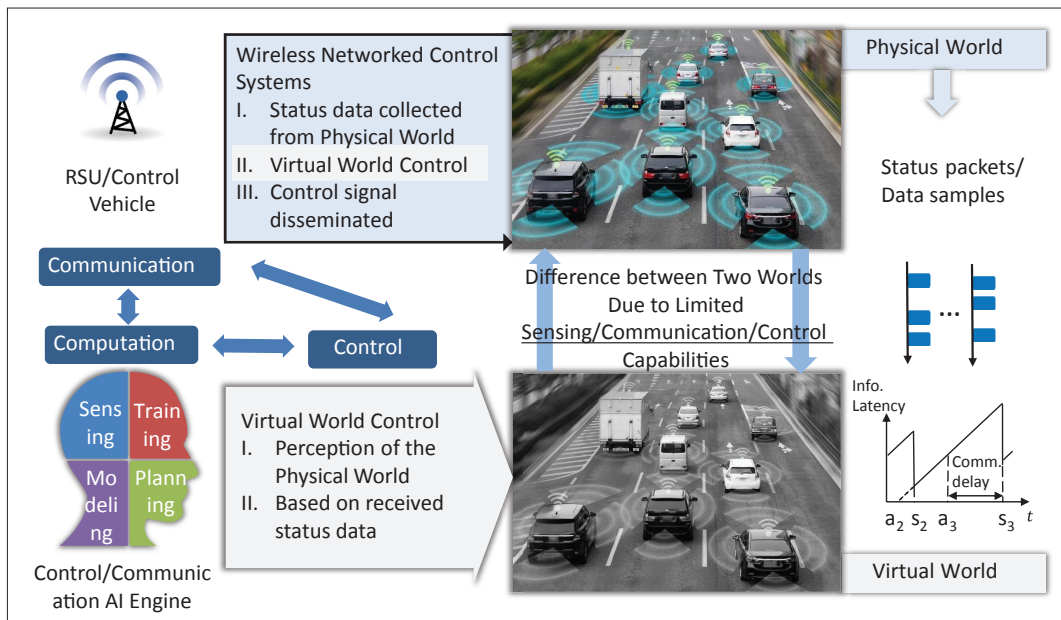 Wireless Networked Control
Systems
I. Status data collected
from Physical World
II. Virtual World Control
III. Control signal
disseminated
RSU/Control
Vehicle
Physical World
Status packets/
Data samples
Communication
Computation
Control
Difference between Two Worlds
Due to Limited
Sensing/Communication/Control
Capabilities
...
Sens
ing
Train
ing
Mo
deli
ng
Plann
ing
Control/Communic
ation AI Engine
Virtual World Control
I. Perception of the
Physical World
II. Based on received
status data
Info.
Latency
Comm.
delay
a2 s2 a3 s3 t
Virtual World